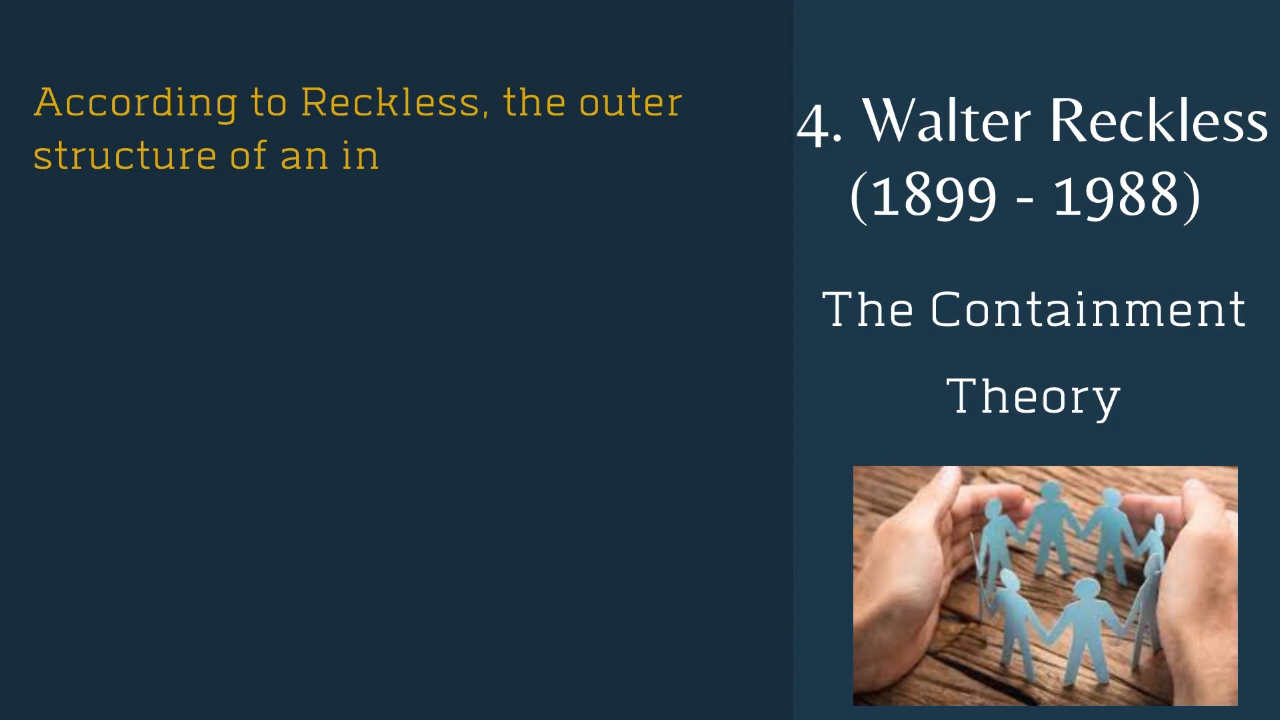 According to Reckless, the outer
structure of an in
4. Walter Reckless
(1899 - 1988)
The Containment
Theory